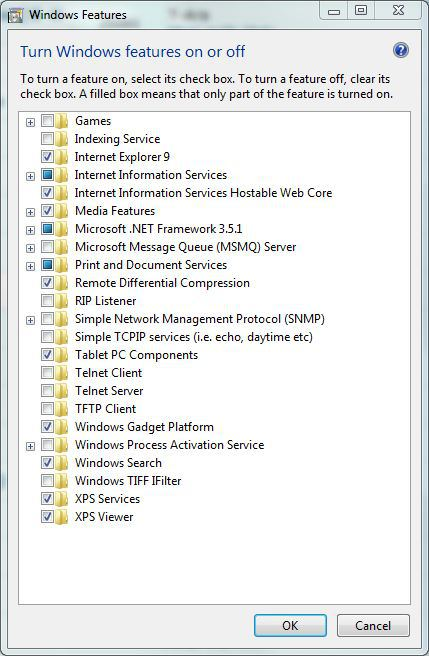 Windows Features
Turn Windows features on or off
To turn a feature on, select its check box. To turn a feature off, clear its
check box. A filled box means that only part of the feature is turned on.
Games
Indexing Service
Internet Explorer 9
Internet Information Services
Internet Information Services Hostable Web Core
Media Features
Microsoft .NET Framework 3.5.1
Microsoft Message Queue (MSMQ) Server
Print and Document Services
Remote Differential Compression
RIP Listener
Simple Network Management Protocol (SNMP)
Simple TCPIP services (i.e. echo, daytime etc)
Tablet PC Components
Telnet Client
Telnet Server
TFTP Client
Windows Gadget Platform
Windows Process Activation Service
Windows Search
Windows TIFF IFilter
XPS Services
XPS Viewer
OK Cancel